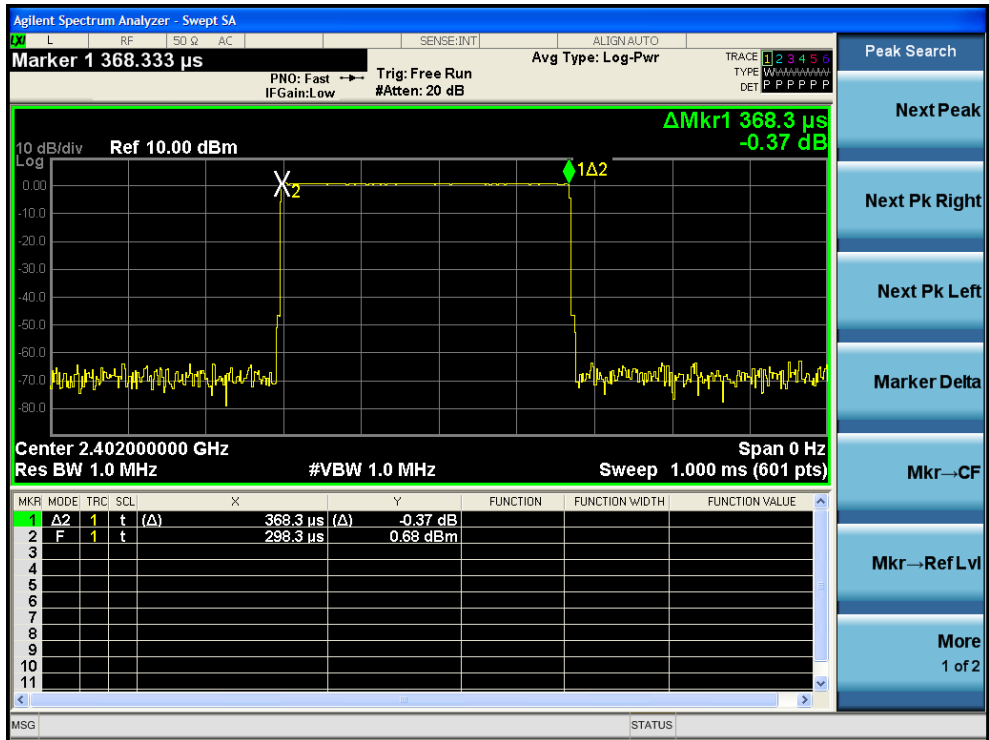 Agilent Spectrum Analyzer - Swept SA
LXI L RF 50 Ω AC SENSE:INT ALIGN AUTO
Marker 1 368.333 µs
PNO: Fast
IFGain:Low
Trig: Free Run
#Atten: 20 dB
Avg Type: Log-Pwr
TRACE 1 2 3 4 5 6
TYPE W
DET P P P P P P
ΔMkr1 368.3 µs
-0.37 dB
10 dB/div Ref 10.00 dBm
Log
0.00
-10.0
-20.0
-30.0
-40.0
-50.0
-60.0
-70.0
-80.0
2
1Δ2
Center 2.402000000 GHz Span 0 Hz
Res BW 1.0 MHz #VBW 1.0 MHz Sweep 1.000 ms (601 pts)
MKR MODE TRC SCL X Y FUNCTION FUNCTION WIDTH FUNCTION VALUE
1 Δ2 1 t (Δ) 368.3 µs (Δ) -0.37 dB
2 F 1 t 298.3 µs 0.68 dBm
3
4
5
6
7
8
9
10
11
MSG STATUS
Peak Search
Next Peak
Next Pk Right
Next Pk Left
Marker Delta
Mkr→CF
Mkr→Ref Lvl
More
1 of 2